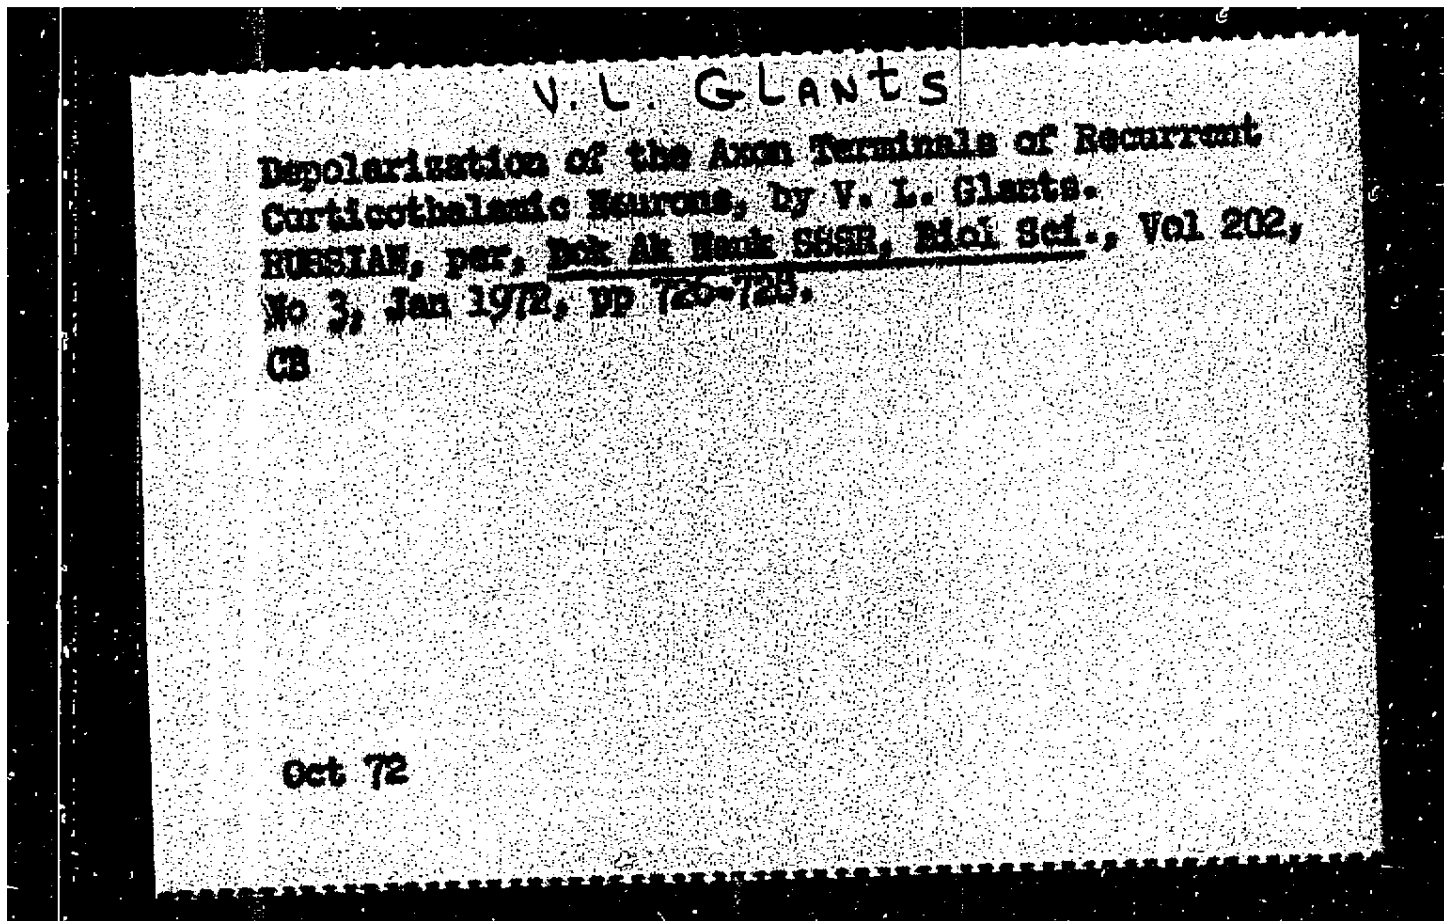 V. L. GLANTS
Depolarization of the Axon Terminals of Recurrent
Corticothalamic Neurons, by V. L. Glants.
RUSSIAN, per, Dok Ak Nauk SSSR, Biol Sci., Vol 202,
No 3, Jan 1972, pp 726-728.
CB
Oct 72